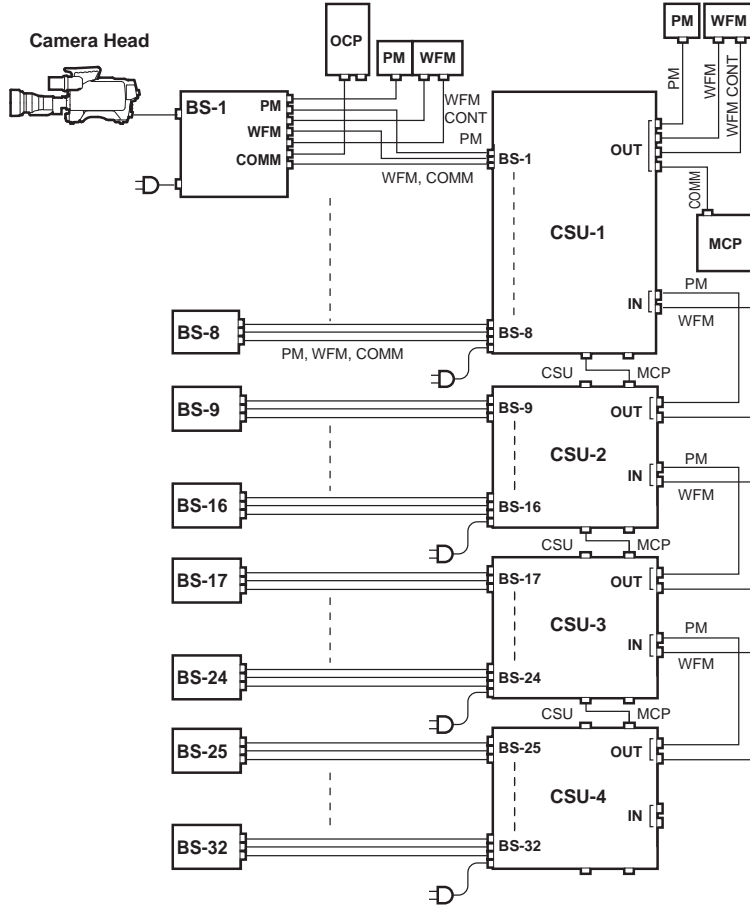 Camera Head
OCP
PM
WFM
PM
WFM
BS-1
PM
WFM
COMM
WFM
CONT
PM
WFM, COMM
PM
WFM
WFM CONT
BS-1
OUT
COMM
CSU-1
MCP
IN
PM
WFM
BS-8
PM, WFM, COMM
BS-8
CSU
MCP
BS-9
BS-9
OUT
CSU-2
IN
PM
WFM
BS-16
BS-16
CSU
MCP
BS-17
BS-17
OUT
CSU-3
IN
PM
WFM
BS-24
BS-24
CSU
MCP
BS-25
BS-25
OUT
CSU-4
IN
BS-32
BS-32